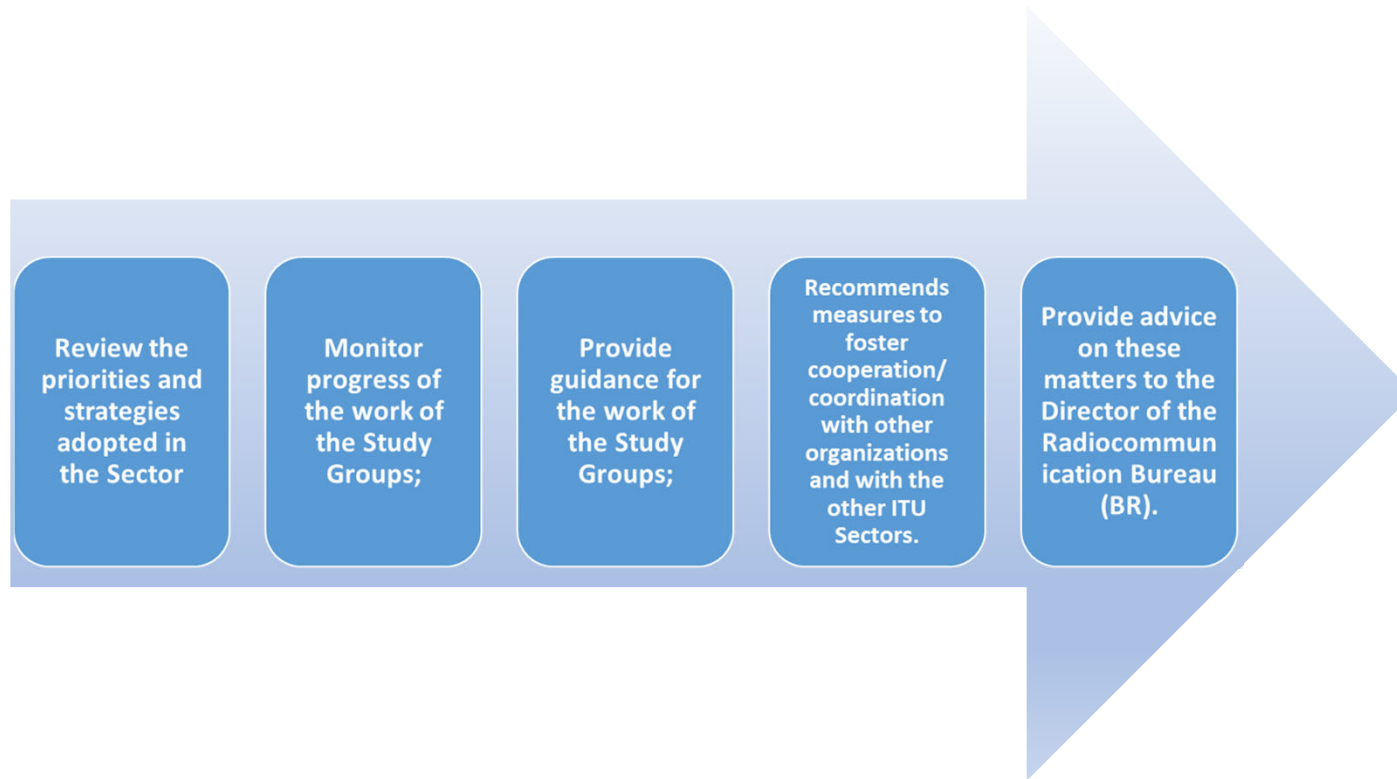 Review the
priorities and
strategies
adopted in
the Sector
Monitor
progress of
the work of
the Study
Groups;
Provide
guidance for
the work of
the Study
Groups;
Recommends
measures to
foster
cooperation/
coordination
with other
organizations
and with the
other ITU
Sectors.
Provide advice
on these
matters to the
Director of the
Radiocommun
ication Bureau
(BR).